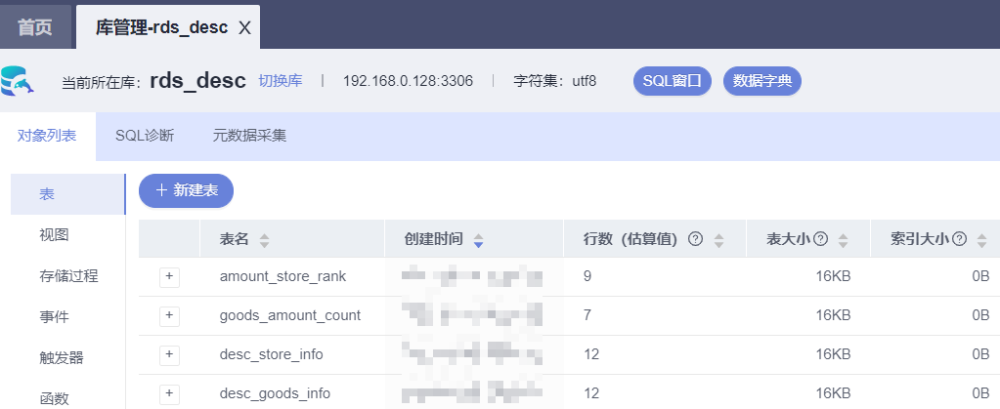 首页 库管理-rds_desc X
当前所在库: rds_desc 切换库 | 192.168.0.128:3306 | 字符集: utf8 SQL窗口 数据字典
对象列表 SQL诊断 元数据采集
表
视图
存储过程
事件
触发器
函数
+ 新建表
表名 创建时间 行数（估算值） ? 表大小 ? 索引大小 ?
+ amount_store_rank 9 16KB 0B
+ goods_amount_count 7 16KB 0B
+ desc_store_info 12 16KB 0B
+ desc_goods_info 12 16KB 0B